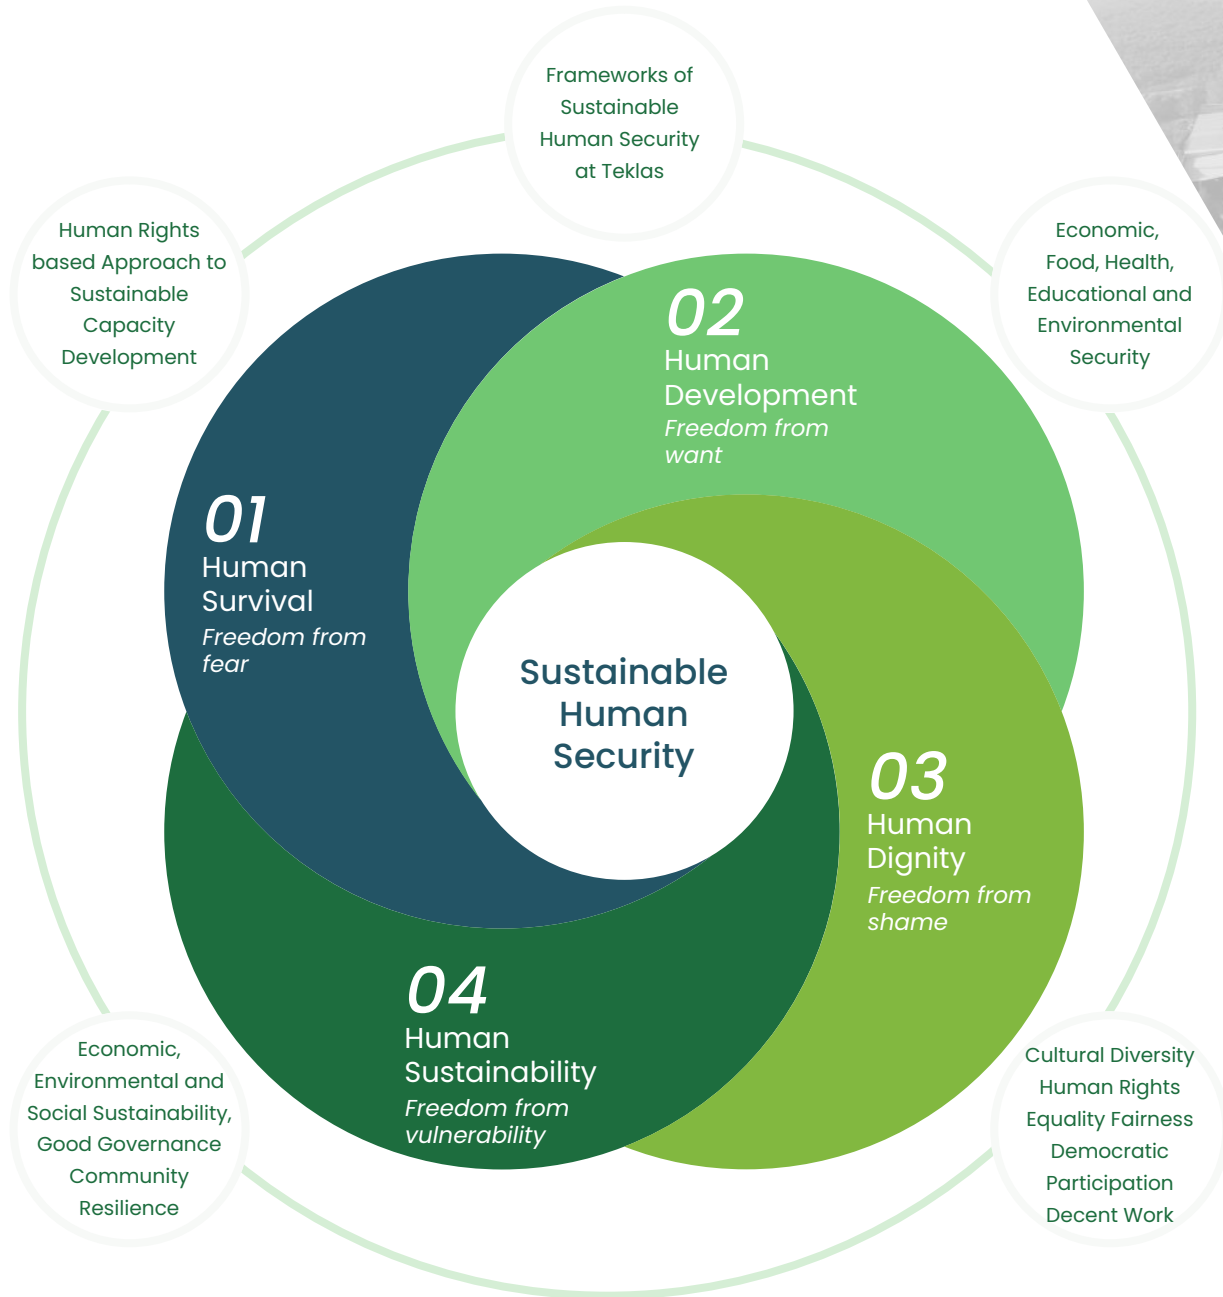 Frameworks of
Sustainable
Human Security
at Teklas
Human Rights
based Approach to
Sustainable
Capacity
Development
Economic,
Food, Health,
Educational and
Environmental
Security
01
Human
Survival
Freedom from
fear
02
Human
Development
Freedom from
want
Sustainable
Human
Security
03
Human
Dignity
Freedom from
shame
04
Human
Sustainability
Freedom from
vulnerability
Economic,
Environmental and
Social Sustainability,
Good Governance
Community
Resilience
Cultural Diversity
Human Rights
Equality Fairness
Democratic
Participation
Decent Work